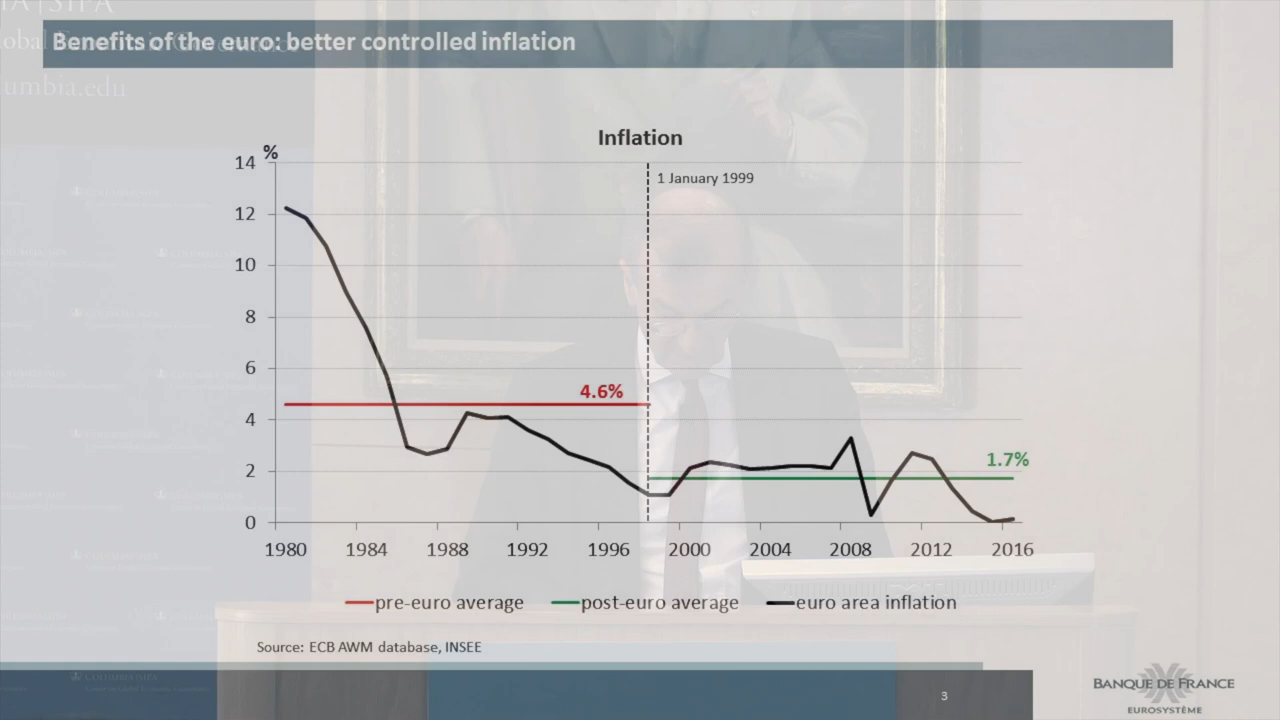 Benefits of the euro: better controlled inflation
umbia.edu
Inflation
%
14
12
10
8
6
4
2
0
1 January 1999
4.6%
1.7%
1980 1984 1988 1992 1996 2000 2004 2008 2012 2016
pre-euro average post-euro average euro area inflation
Source: ECB AWM database, INSEE
3
BANQUE DE FRANCE
EUROSYSTÈME